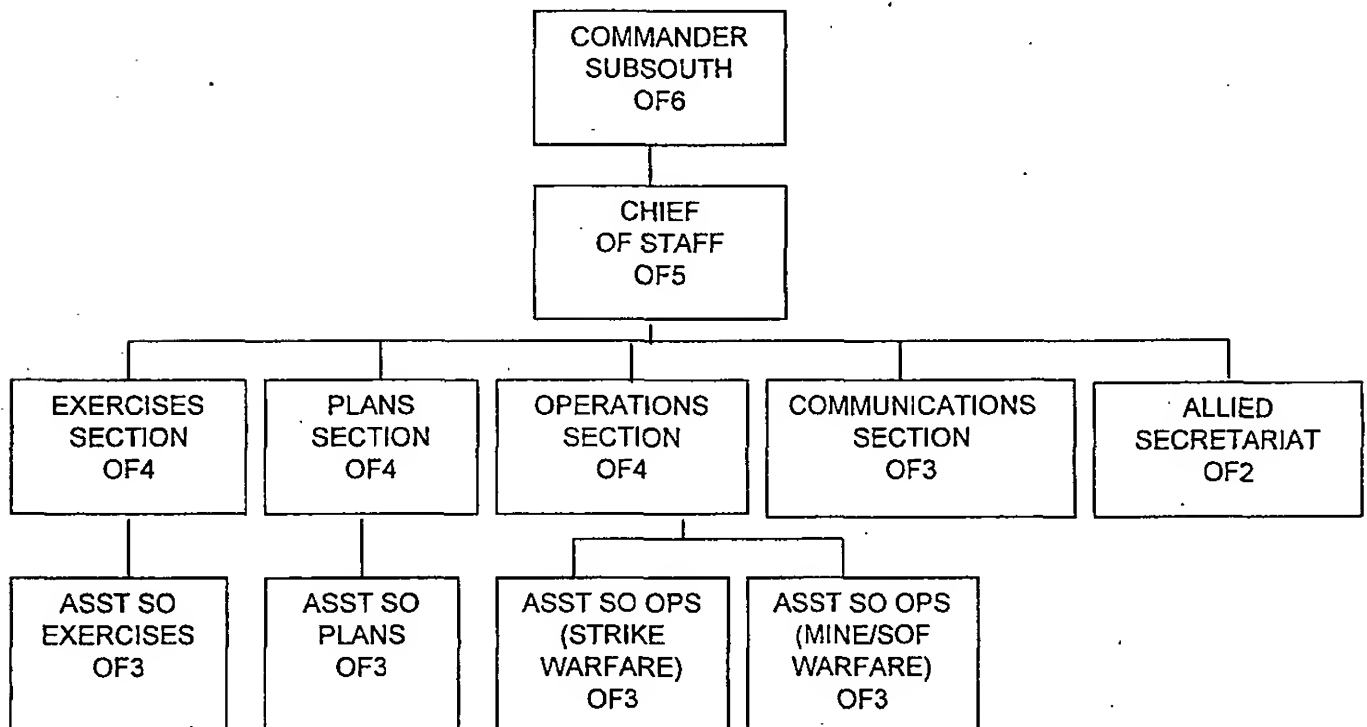 COMMANDER
SUBSOUTH
OF6
CHIEF
OF STAFF
OF5
EXERCISES
SECTION
OF4
PLANS
SECTION
OF4
OPERATIONS
SECTION
OF4
COMMUNICATIONS
SECTION
OF3
ALLIED
SECRETARIAT
OF2
ASST SO
EXERCISES
OF3
ASST SO
PLANS
OF3
ASST SO OPS
(STRIKE
WARFARE)
OF3
ASST SO OPS
(MINE/SOF
WARFARE)
OF3